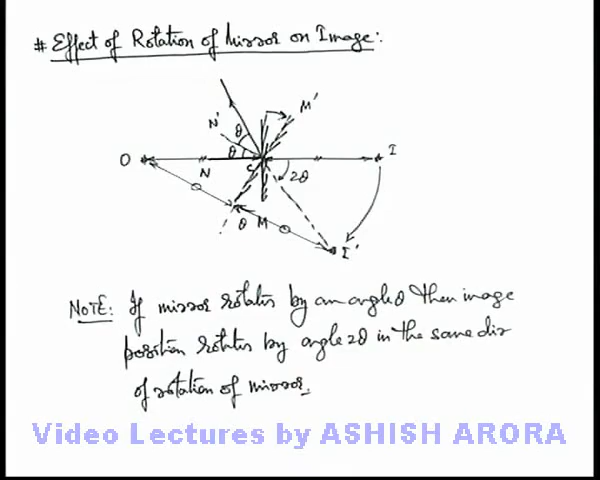 # Effect of Rotation of Mirror on Image:
M'
N'
θ
θ
O
N
C
2θ
I
θ
M
I'
NOTE: If mirror rotates by an angle θ then image
position rotates by angle 2θ in the same dir
of rotation of mirror.
Video Lectures by ASHISH ARORA